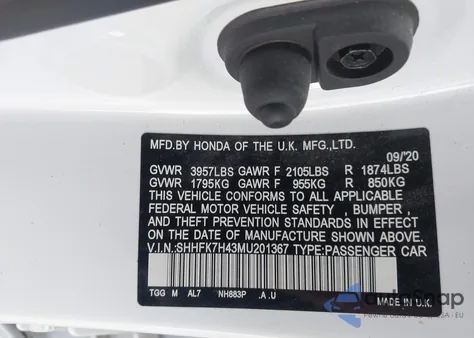 MFD.BY HONDA OF THE U.K. MFG.,LTD.
09/'20
GVWR 3957LBS GAWR F 2105LBS R 1874LBS
GVWR 1795KG GAWR F 955KG R 850KG
THIS VEHICLE CONFORMS TO ALL APPLICABLE
FEDERAL MOTOR VEHICLE SAFETY , BUMPER ,
AND THEFT PREVENTION STANDARDS IN EFFECT
ON THE DATE OF MANUFACTURE SHOWN ABOVE.
V.I.N.:SHHFK7H43MU201367 TYPE:PASSENGER CAR
TGG M AL7 NH883P .A .U MADE IN U.K.